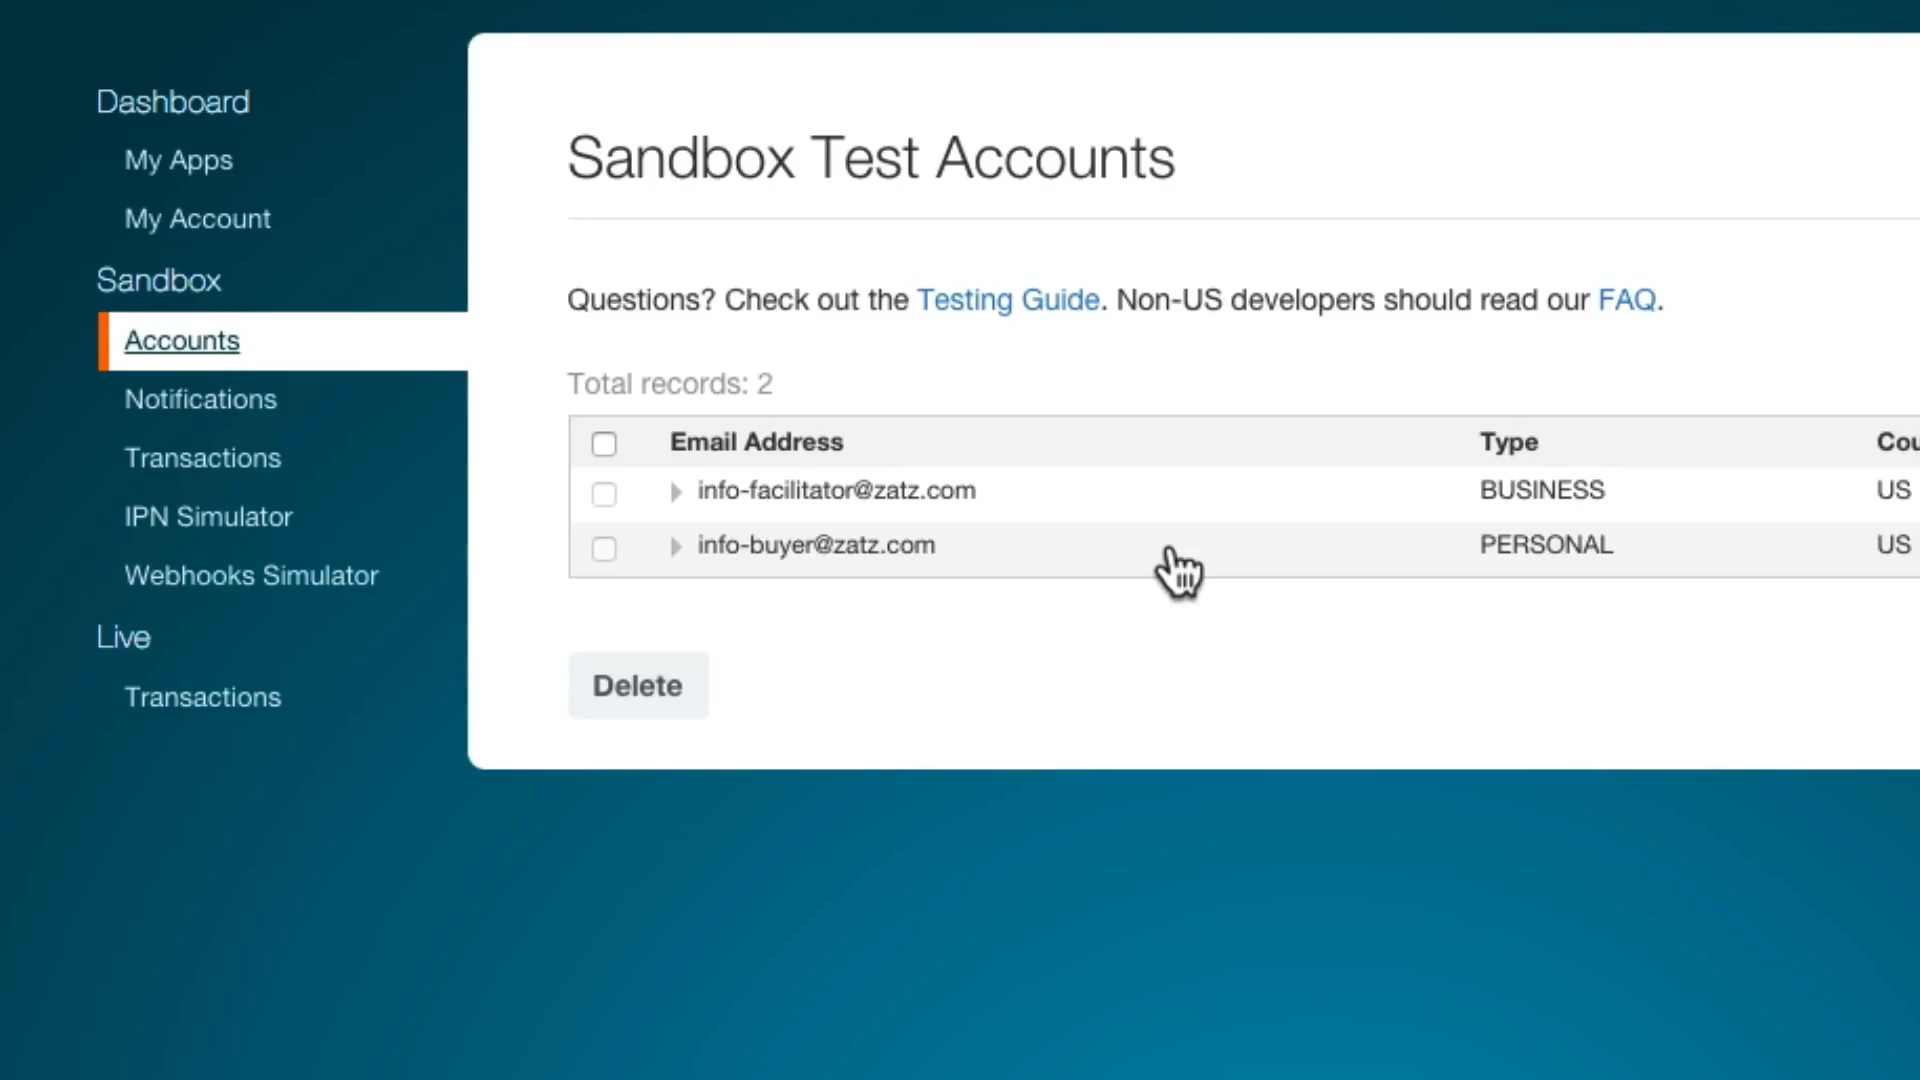 Dashboard
My Apps
My Account
Sandbox
Accounts
Notifications
Transactions
IPN Simulator
Webhooks Simulator
Live
Transactions
Sandbox Test Accounts
Questions? Check out the Testing Guide. Non-US developers should read our FAQ.
Total records: 2
Email Address Type Cou
info-facilitator@zatz.com BUSINESS US
info-buyer@zatz.com PERSONAL US
Delete